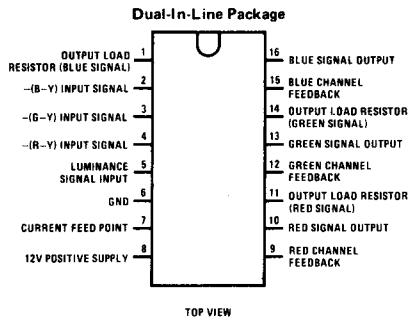 Dual-In-Line Package
OUTPUT LOAD
RESISTOR (BLUE SIGNAL)
1
–(B–Y) INPUT SIGNAL
2
–(G–Y) INPUT SIGNAL
3
–(R–Y) INPUT SIGNAL
4
LUMINANCE
SIGNAL INPUT
5
GND
6
CURRENT FEED POINT
7
12V POSITIVE SUPPLY
8
16
BLUE SIGNAL OUTPUT
15
BLUE CHANNEL
FEEDBACK
14
OUTPUT LOAD RESISTOR
(GREEN SIGNAL)
13
GREEN SIGNAL OUTPUT
12
GREEN CHANNEL
FEEDBACK
11
OUTPUT LOAD RESISTOR
(RED SIGNAL)
10
RED SIGNAL OUTPUT
9
RED CHANNEL
FEEDBACK
TOP VIEW